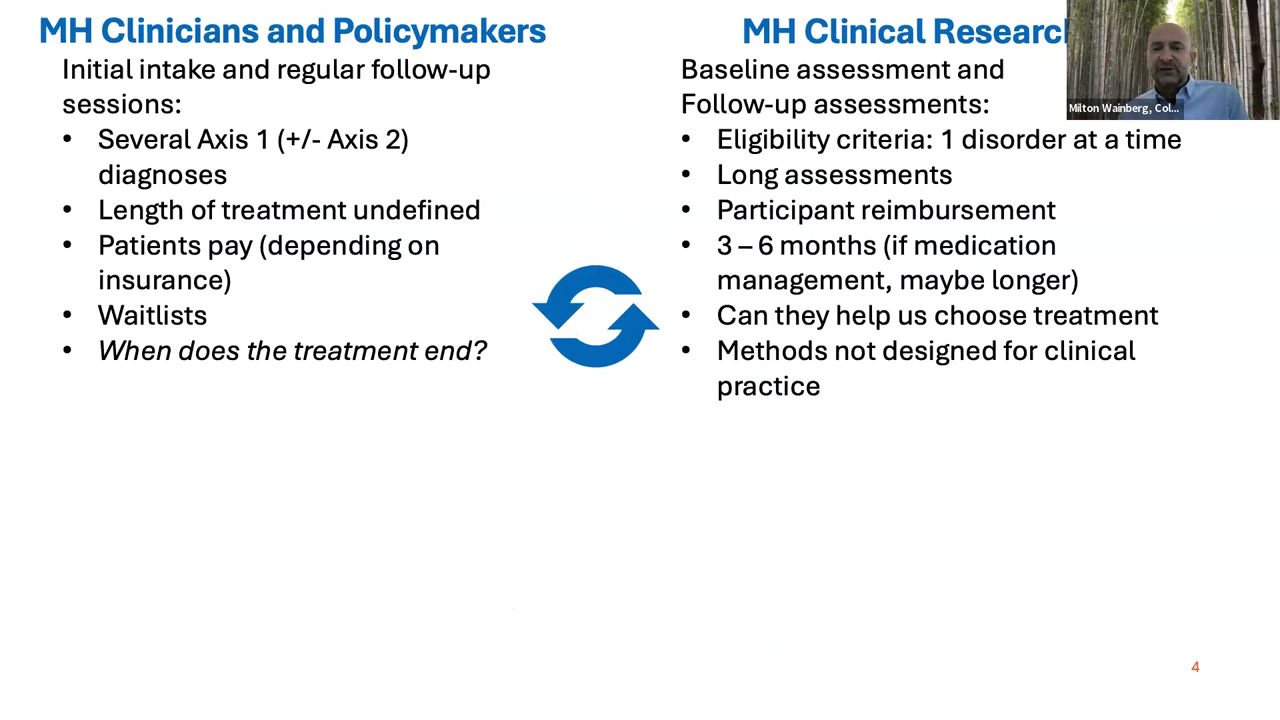 MH Clinicians and Policymakers
Initial intake and regular follow-up
sessions:
• Several Axis 1 (+/- Axis 2)
diagnoses
• Length of treatment undefined
• Patients pay (depending on
insurance)
• Waitlists
• When does the treatment end?
MH Clinical Researc
Baseline assessment and
Follow-up assessments:
• Eligibility criteria: 1 disorder at a time
• Long assessments
• Participant reimbursement
• 3 – 6 months (if medication
management, maybe longer)
• Can they help us choose treatment
• Methods not designed for clinical
practice
Milton Wainberg, Col...
4